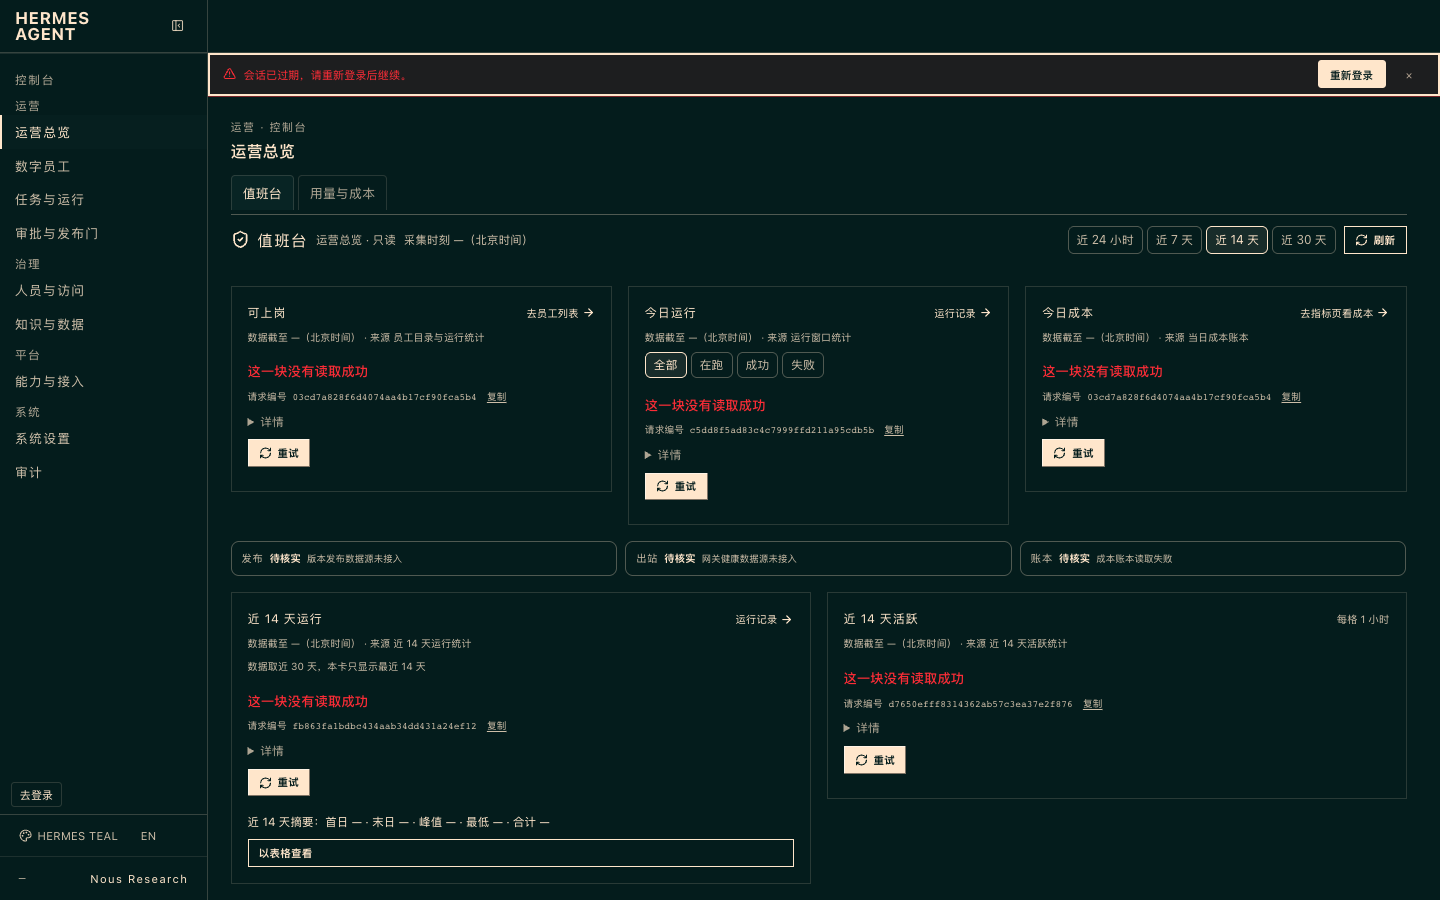 HERMES
AGENT
控制台
运营
运营总览
数字员工
任务与运行
审批与发布门
治理
人员与访问
知识与数据
平台
能力与接入
系统
系统设置
审计
去登录
HERMES TEAL EN
— Nous Research
会话已过期，请重新登录后继续。 重新登录 ×
运营 · 控制台
运营总览
值班台 用量与成本
值班台 运营总览 · 只读 采集时刻 —（北京时间） 近 24 小时 近 7 天 近 14 天 近 30 天 刷新
可上岗 去员工列表 →
数据截至 —（北京时间） · 来源 员工目录与运行统计
这一块没有读取成功
请求编号 03cd7a828f6d4074aa4b17cf90fca5b4 复制
▶ 详情
重试
今日运行 运行记录 →
数据截至 —（北京时间） · 来源 运行窗口统计
全部 在跑 成功 失败
这一块没有读取成功
请求编号 c5dd8f5ad83c4c7999ffd211a95cdb5b 复制
▶ 详情
重试
今日成本 去指标页看成本 →
数据截至 —（北京时间） · 来源 当日成本账本
这一块没有读取成功
请求编号 03cd7a828f6d4074aa4b17cf90fca5b4 复制
▶ 详情
重试
发布 待核实 版本发布数据源未接入
出站 待核实 网关健康数据源未接入
账本 待核实 成本账本读取失败
近 14 天运行 运行记录 →
数据截至 —（北京时间） · 来源 近 14 天运行统计
数据取近 30 天，本卡只显示最近 14 天
这一块没有读取成功
请求编号 fb863fa1bdbc434aab34dd431a24ef12 复制
▶ 详情
重试
近 14 天摘要：首日 — · 末日 — · 峰值 — · 最低 — · 合计 —
以表格查看
近 14 天活跃 每格 1 小时
数据截至 —（北京时间） · 来源 近 14 天活跃统计
这一块没有读取成功
请求编号 d7650efff8314362ab57c3ea37e2f876 复制
▶ 详情
重试